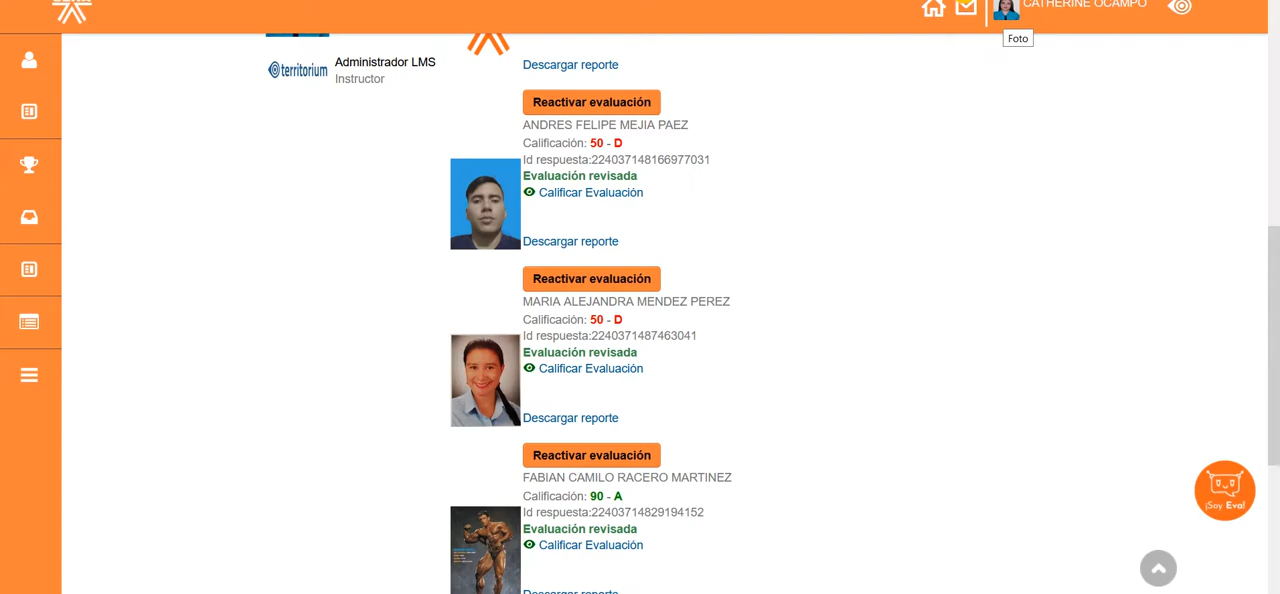 CATHERINE OCAMPO
Foto
territorium
Administrador LMS
Instructor
Descargar reporte
Reactivar evaluación
ANDRES FELIPE MEJIA PAEZ
Calificación: 50 - D
Id respuesta:224037148166977031
Evaluación revisada
Calificar Evaluación
Descargar reporte
Reactivar evaluación
MARIA ALEJANDRA MENDEZ PEREZ
Calificación: 50 - D
Id respuesta:2240371487463041
Evaluación revisada
Calificar Evaluación
Descargar reporte
Reactivar evaluación
FABIAN CAMILO RACERO MARTINEZ
Calificación: 90 - A
Id respuesta:22403714829194152
Evaluación revisada
Calificar Evaluación
Descargar reporte
¡Soy Eva!